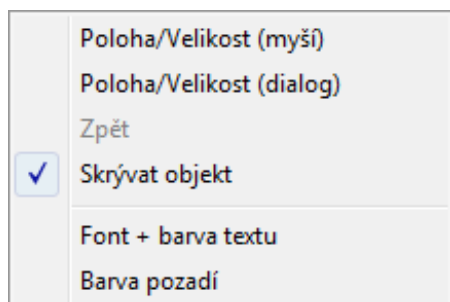 Poloha/Velikost (myší)
Poloha/Velikost (dialog)
Zpět
Skrývat objekt
Font + barva textu
Barva pozadí